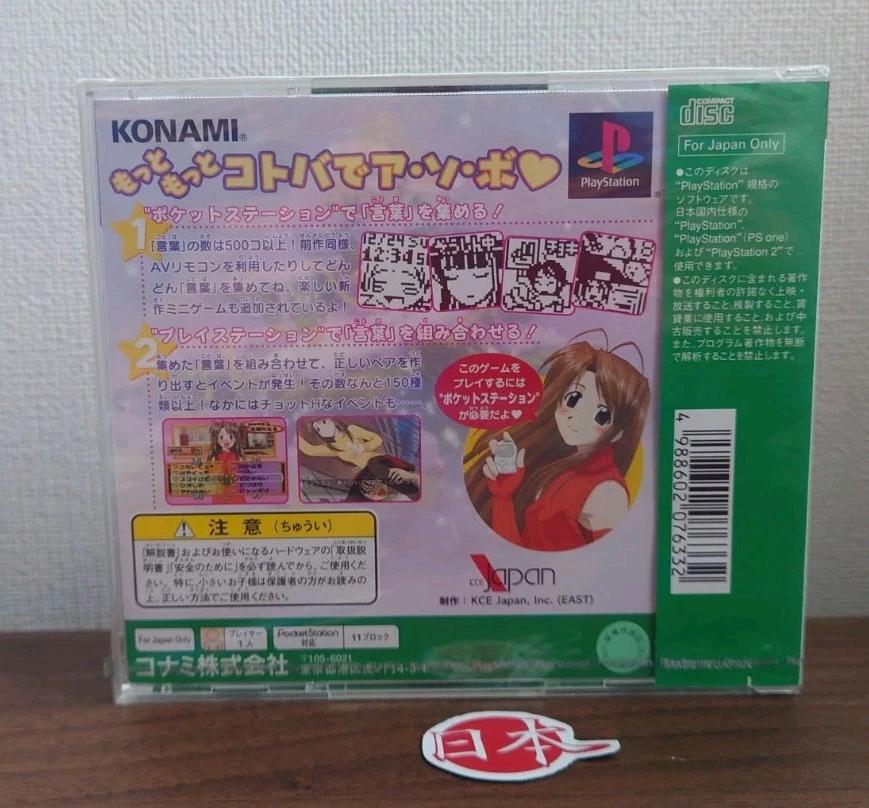 KONAMI®
もっと
もっと
コトバでア・ソ・ボ♡
PlayStation
1
"ポケットステーション"で「言葉」を集める!
「言葉」の数は500コ以上!前作同様、
AVリモコンを利用したりしてどん
どん「言葉」を集めてね。楽しい新
作ミニゲームも追加されているよ!
2
"プレイステーション"で「言葉」を組み合わせる!
集めた「言葉」を組み合わせて、正しいペアを作
り出すとイベントが発生!その数なんと150種
類以上!なかにはチョットHなイベントも……。
このゲームを
プレイするには
"ポケットステーション"
が必要だよ♥
注意(ちゅうい)
「解説書」およびお使いになるハードウェアの「取扱説
明書」「安全のために」を必ず読んでから、ご使用くだ
さい。特に、小さいお子様は保護者の方がお読みの
上、正しい方法でご使用ください。
KCE Japan
制作:KCE Japan, Inc. (EAST)
For Japan Only
プレイヤー
1人
PocketStation
対応
11ブロック
コナミ株式会社
〒105-6021
東京都港区虎ノ門4-3-1
COMPACT
disc
For Japan Only
●このディスクは
"PlayStation" 規格の
ソフトウェアです。
日本国内仕様の
"PlayStation"、
"PlayStation" (PS one)
および "PlayStation 2" で
使用できます。
●このディスクに含まれる著作
物を権利者の許諾なく上映・
放送すること、複製すること、賃
貸業に使用すること、および中
古販売することを禁止します。
また、プログラム著作物を無断
で解析することを禁止します。
4988602076332
日本